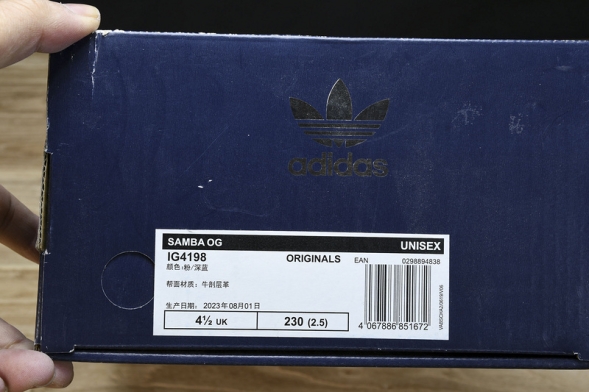 adidas
SAMBA OG UNISEX
IG4198 ORIGINALS EAN 0298894838
颜色:粉/深蓝
帮面材质: 牛剖层革
生产日期: 2023年08月01日
4½ UK 230 (2.5)
4 067886 851672